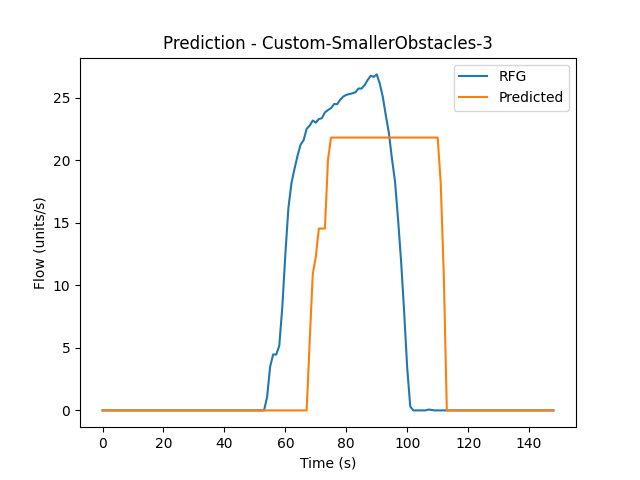 Prediction - Custom-SmallerObstacles-3
RFG
Predicted
25
20
15
10
5
0
Flow (units/s)
0 20 40 60 80 100 120 140
Time (s)